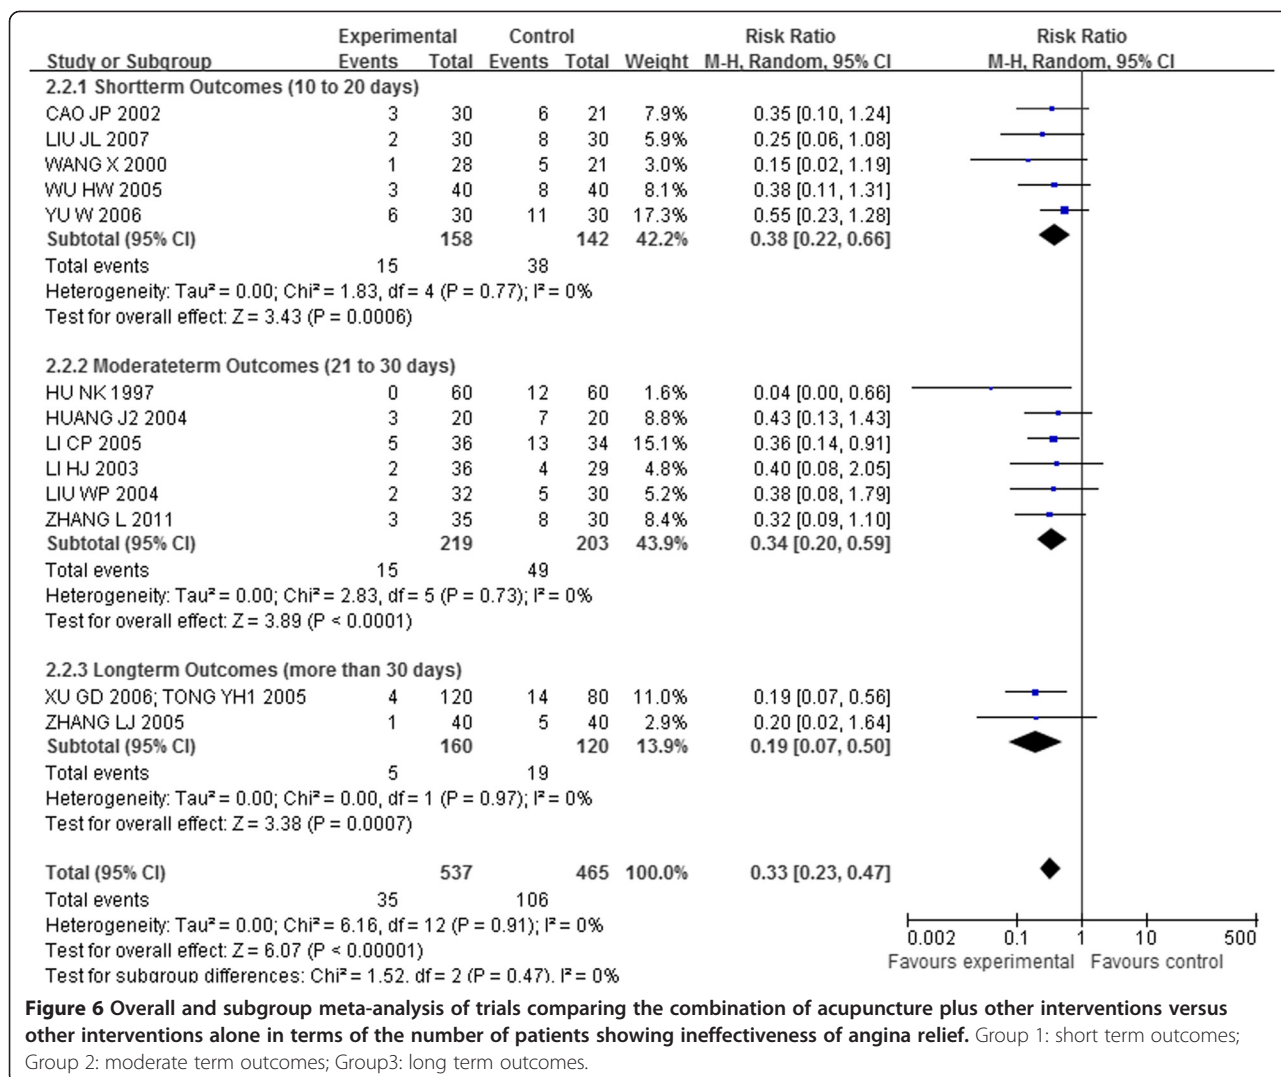 Experimental Control Risk Ratio Risk Ratio
Study or Subgroup Events Total Events Total Weight M-H, Random, 95% CI M-H, Random, 95% CI
2.2.1 Shortterm Outcomes (10 to 20 days)
CAO JP 2002 3 30 6 21 7.9% 0.35 [0.10, 1.24]
LIU JL 2007 2 30 8 30 5.9% 0.25 [0.06, 1.08]
WANG X 2000 1 28 5 21 3.0% 0.15 [0.02, 1.19]
WU HW 2005 3 40 8 40 8.1% 0.38 [0.11, 1.31]
YU W 2006 6 30 11 30 17.3% 0.55 [0.23, 1.28]
Subtotal (95% CI) 158 142 42.2% 0.38 [0.22, 0.66]
Total events 15 38
Heterogeneity: Tau² = 0.00; Chi² = 1.83, df = 4 (P = 0.77); I² = 0%
Test for overall effect: Z = 3.43 (P = 0.0006)
2.2.2 Moderateterm Outcomes (21 to 30 days)
HU NK 1997 0 60 12 60 1.6% 0.04 [0.00, 0.66]
HUANG J2 2004 3 20 7 20 8.8% 0.43 [0.13, 1.43]
LI CP 2005 5 36 13 34 15.1% 0.36 [0.14, 0.91]
LI HJ 2003 2 36 4 29 4.8% 0.40 [0.08, 2.05]
LIU WP 2004 2 32 5 30 5.2% 0.38 [0.08, 1.79]
ZHANG L 2011 3 35 8 30 8.4% 0.32 [0.09, 1.10]
Subtotal (95% CI) 219 203 43.9% 0.34 [0.20, 0.59]
Total events 15 49
Heterogeneity: Tau² = 0.00; Chi² = 2.83, df = 5 (P = 0.73); I² = 0%
Test for overall effect: Z = 3.89 (P < 0.0001)
2.2.3 Longterm Outcomes (more than 30 days)
XU GD 2006; TONG YH1 2005 4 120 14 80 11.0% 0.19 [0.07, 0.56]
ZHANG LJ 2005 1 40 5 40 2.9% 0.20 [0.02, 1.64]
Subtotal (95% CI) 160 120 13.9% 0.19 [0.07, 0.50]
Total events 5 19
Heterogeneity: Tau² = 0.00; Chi² = 0.00, df = 1 (P = 0.97); I² = 0%
Test for overall effect: Z = 3.38 (P = 0.0007)
Total (95% CI) 537 465 100.0% 0.33 [0.23, 0.47]
Total events 35 106
Heterogeneity: Tau² = 0.00; Chi² = 6.16, df = 12 (P = 0.91); I² = 0%
Test for overall effect: Z = 6.07 (P < 0.00001)
Test for subgroup differences: Chi² = 1.52, df = 2 (P = 0.47), I² = 0%
0.002 0.1 1 10 500
Favours experimental Favours control
Figure 6 Overall and subgroup meta-analysis of trials comparing the combination of acupuncture plus other interventions versus
other interventions alone in terms of the number of patients showing ineffectiveness of angina relief. Group 1: short term outcomes;
Group 2: moderate term outcomes; Group3: long term outcomes.